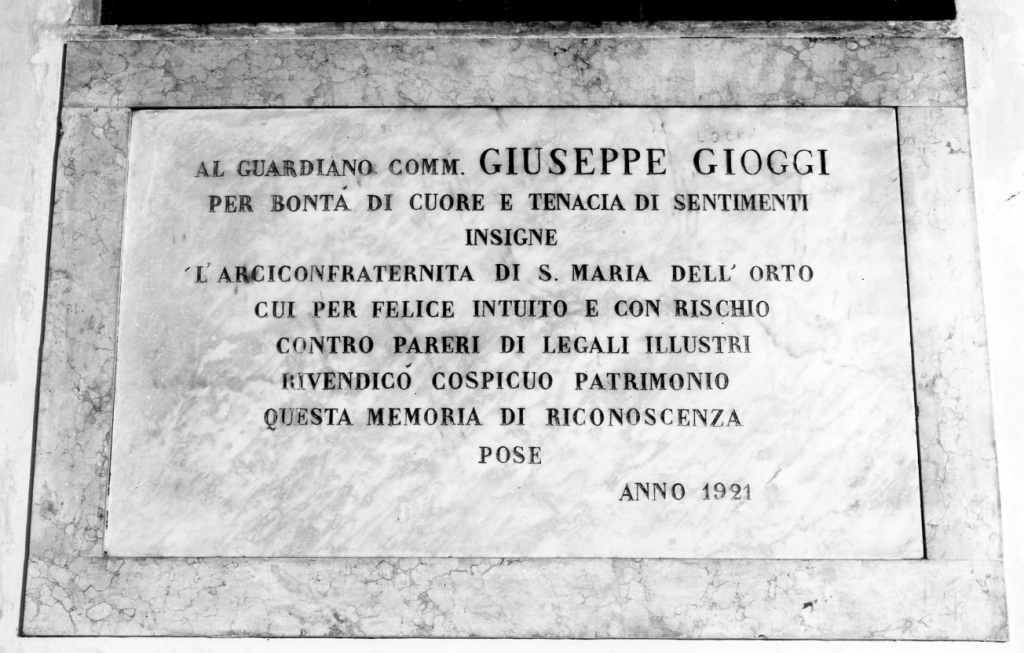 AL GUARDIANO COMM. GIUSEPPE GIOGGI
PER BONTÀ DI CUORE E TENACIA DI SENTIMENTI
INSIGNE
L'ARCICONFRATERNITA DI S. MARIA DELL' ORTO
CUI PER FELICE INTUITO E CON RISCHIO
CONTRO PARERI DI LEGALI ILLUSTRI
RIVENDICÒ COSPICUO PATRIMONIO
QUESTA MEMORIA DI RICONOSCENZA
POSE
ANNO 1921